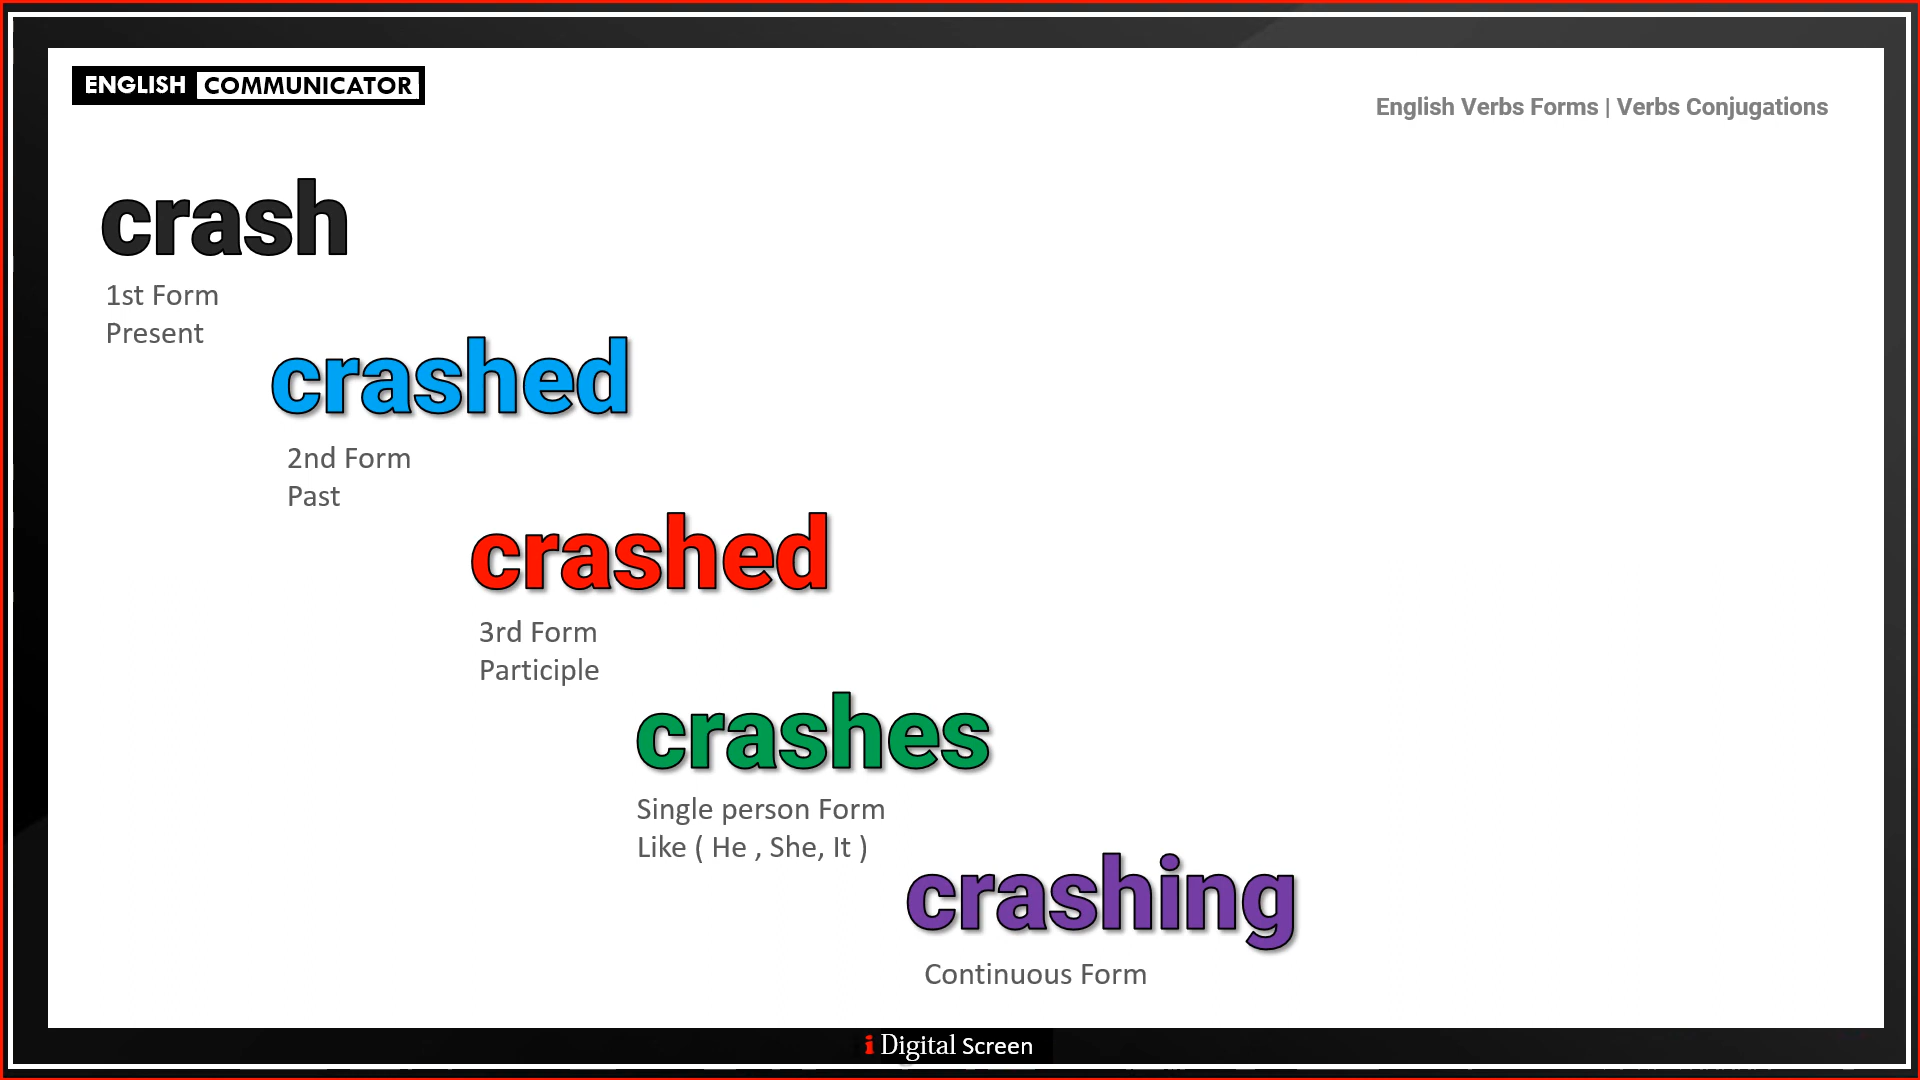 ENGLISH COMMUNICATOR
English Verbs Forms | Verbs Conjugations
crash
1st Form
Present
crashed
2nd Form
Past
crashed
3rd Form
Participle
crashes
Single person Form
Like ( He , She, It )
crashing
Continuous Form
i Digital Screen